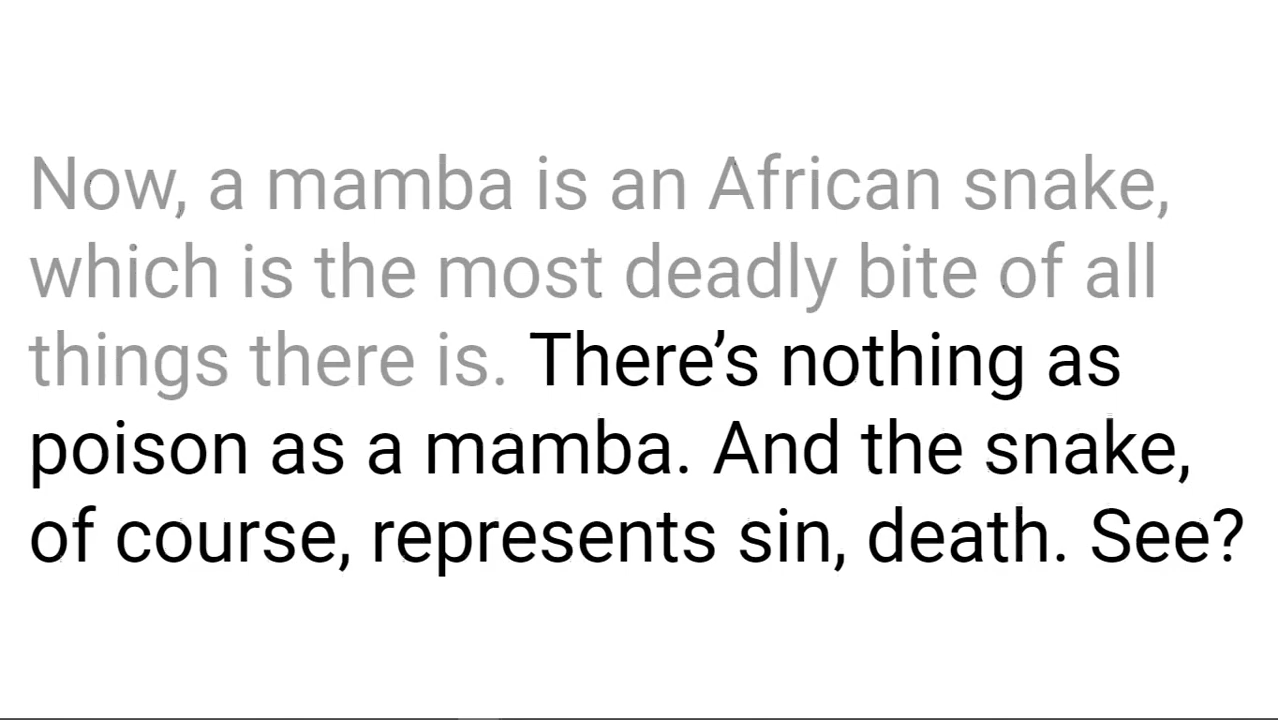 Now, a mamba is an African snake,
which is the most deadly bite of all
things there is. There’s nothing as
poison as a mamba. And the snake,
of course, represents sin, death. See?